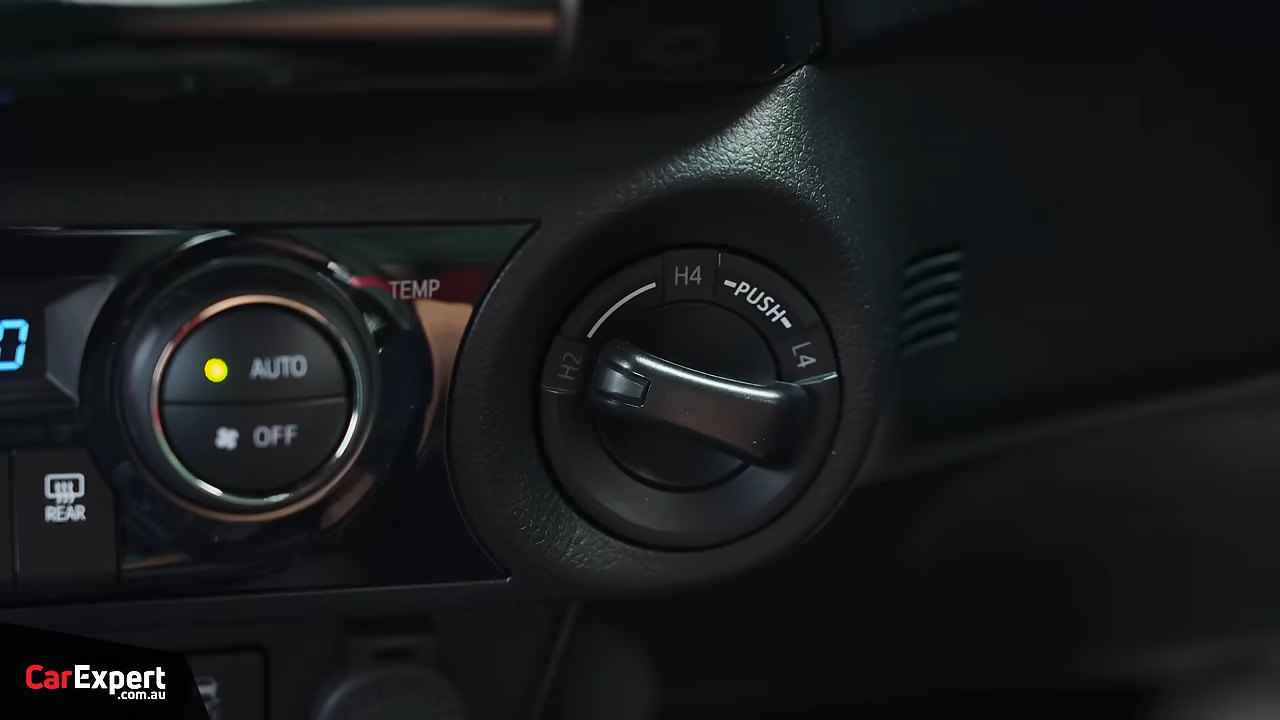 TEMP
AUTO
OFF
REAR
H2
H4
-PUSH-
L4
CarExpert
.com.au